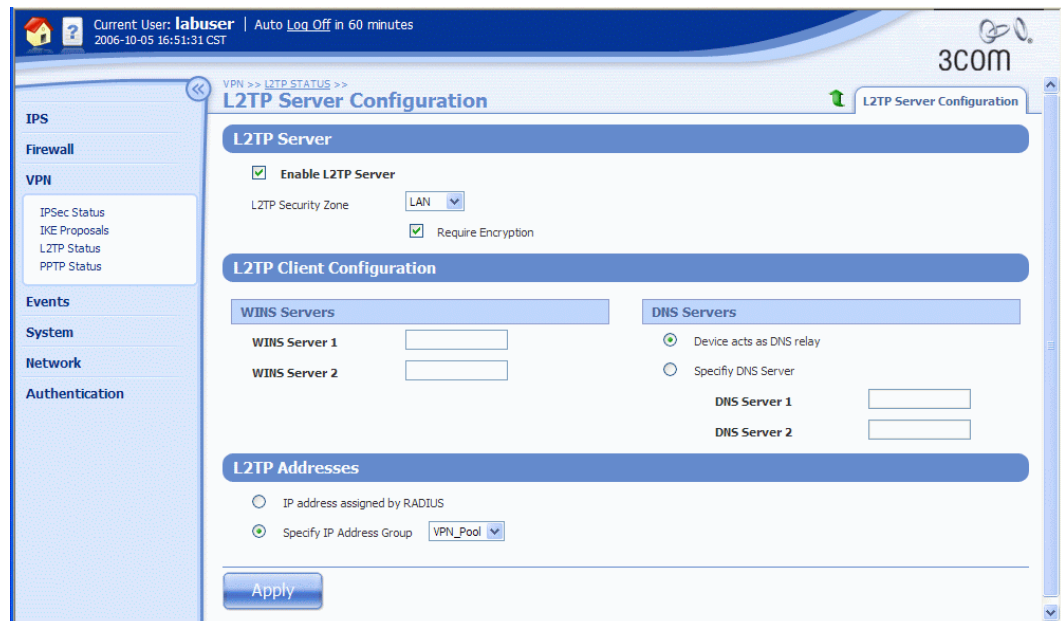 Current User: labuser | Auto Log Off in 60 minutes
2006-10-05 16:51:31 CST
3COM
VPN >> L2TP STATUS >>
L2TP Server Configuration
L2TP Server Configuration
IPS
Firewall
VPN
IPSec Status
IKE Proposals
L2TP Status
PPTP Status
Events
System
Network
Authentication
L2TP Server
Enable L2TP Server
L2TP Security Zone LAN
Require Encryption
L2TP Client Configuration
WINS Servers
WINS Server 1
WINS Server 2
DNS Servers
Device acts as DNS relay
Specifiy DNS Server
DNS Server 1
DNS Server 2
L2TP Addresses
IP address assigned by RADIUS
Specify IP Address Group VPN_Pool
Apply